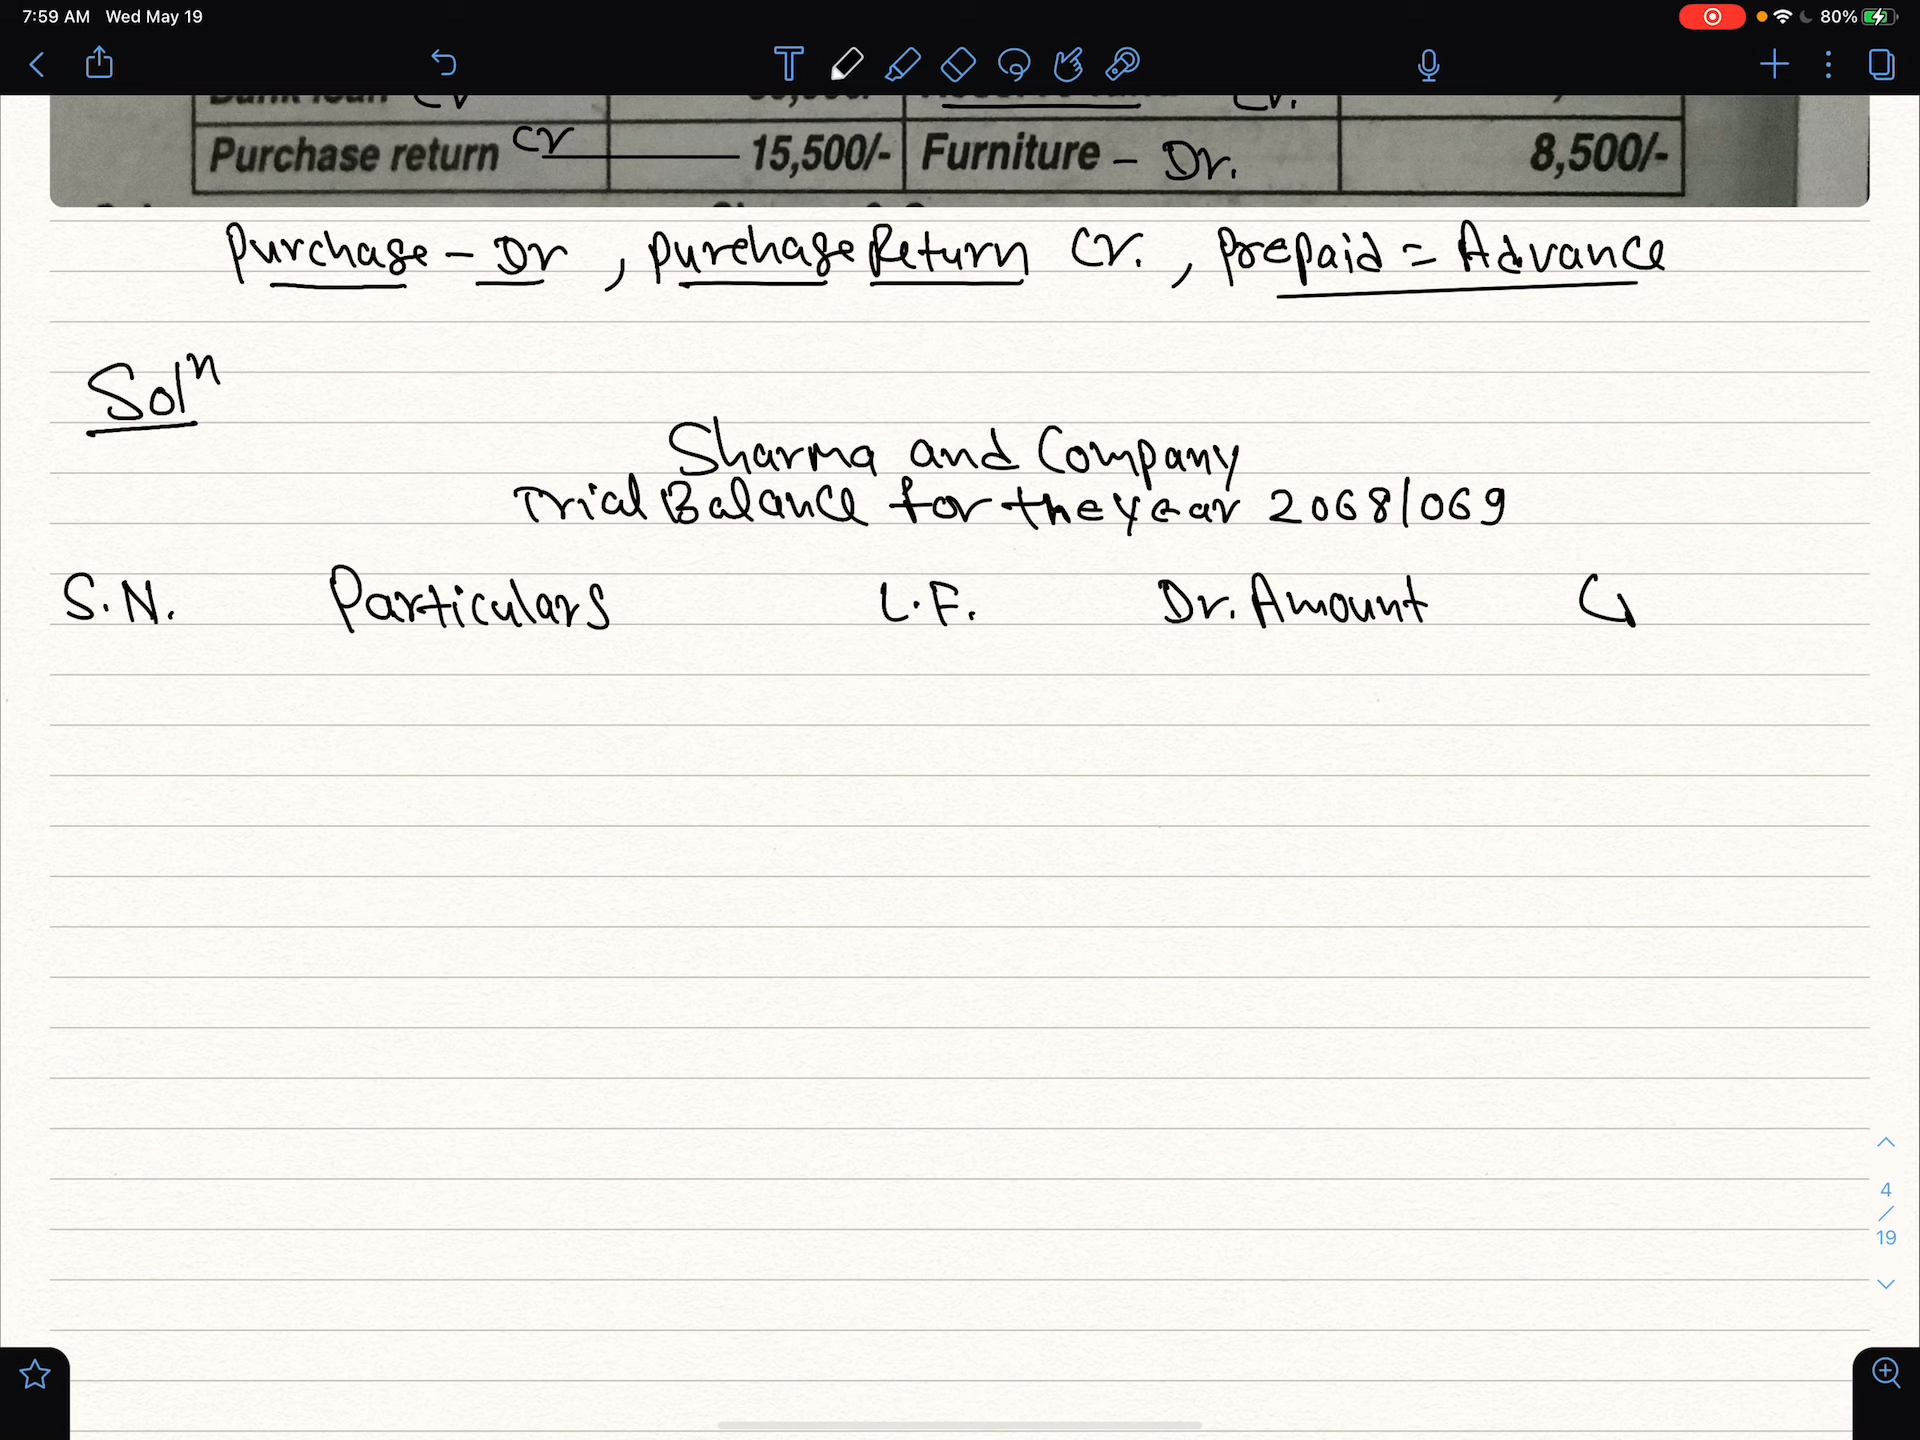 7:59 AM Wed May 19 80%
Purchase return Cr 15,500/- Furniture - Dr. 8,500/-
Purchase - Dr , Purchase Return Cr. , Prepaid = Advance
Solⁿ
Sharma and Company
Trial Balance for the year 2068/069
S.N. Particulars L.F. Dr. Amount
4
/
19